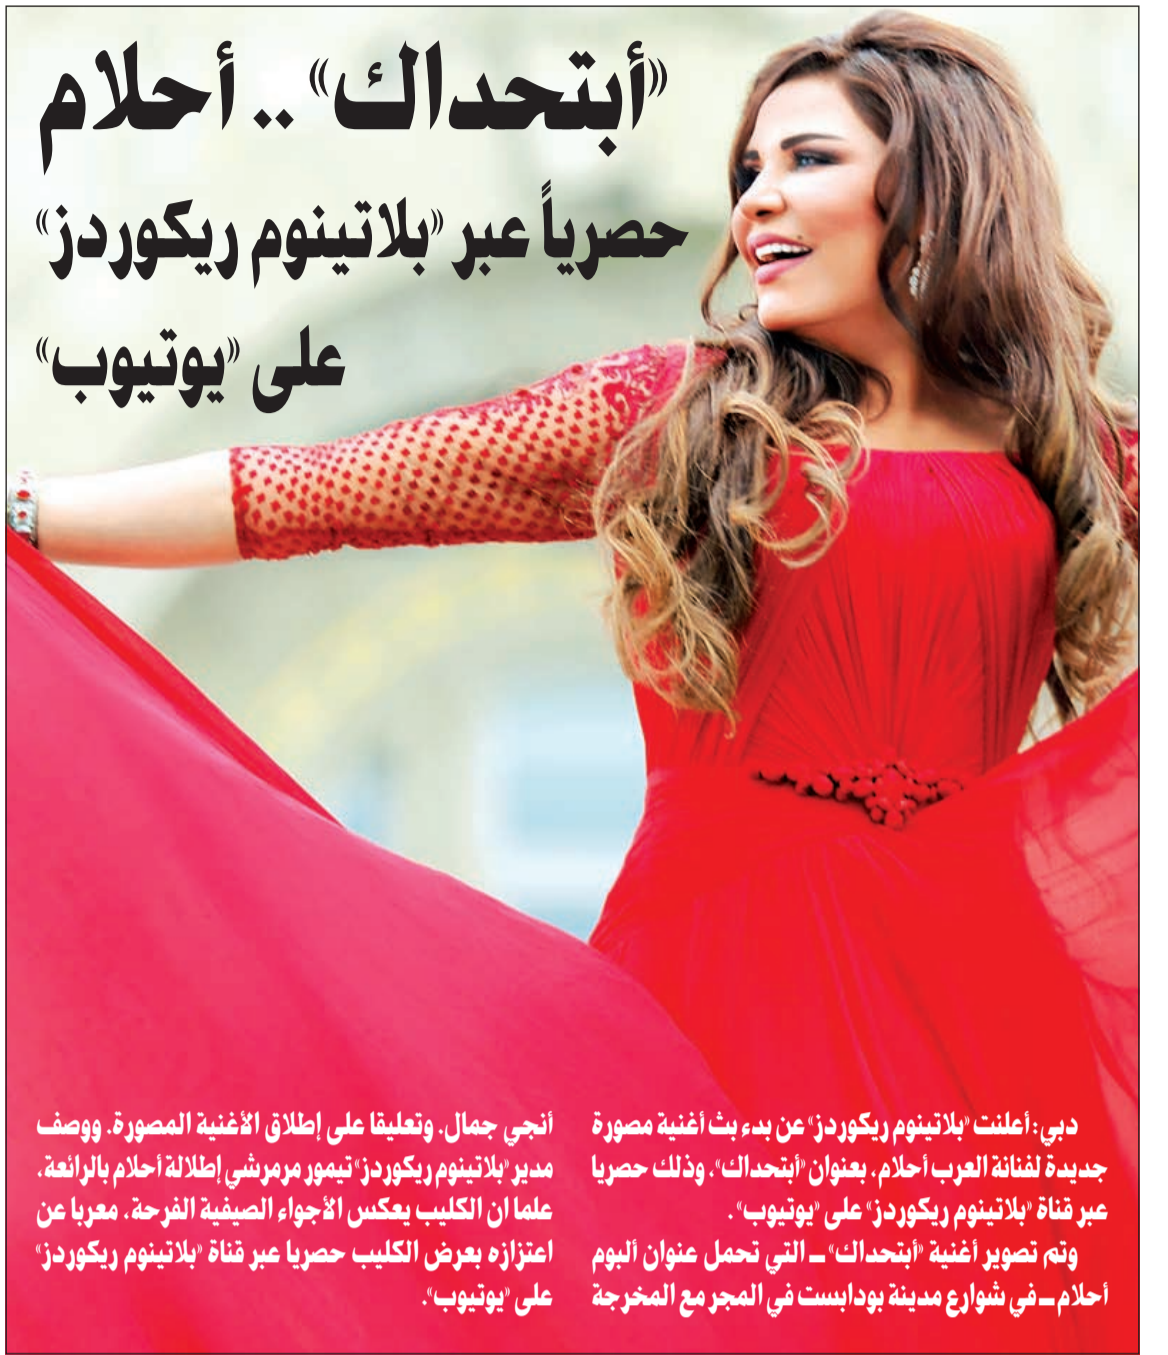 «أبتحداك» .. أحلام
حصرياً عبر «بلاتينوم ريكوردز»
على «يوتيوب»
دبي: أعلنت «بلاتينوم ريكوردز» عن بدء بث أغنية مصورة
جديدة لفنانة العرب أحلام، بعنوان «أبتحداك»، وذلك حصريا
عبر قناة «بلاتينوم ريكوردز» على «يوتيوب».
وتم تصوير أغنية «أبتحداك» ــ التي تحمل عنوان ألبوم
أحلام ــ في شوارع مدينة بودابست في المجر مع المخرجة
أنجي جمال. وتعليقا على إطلاق الأغنية المصورة، ووصف
مدير «بلاتينوم ريكوردز» تيمور مرمرشي إطلالة أحلام بالرائعة،
علما ان الكليب يعكس الأجواء الصيفية الفرحة، معربا عن
اعتزازه بعرض الكليب حصريا عبر قناة «بلاتينوم ريكوردز»
على «يوتيوب».